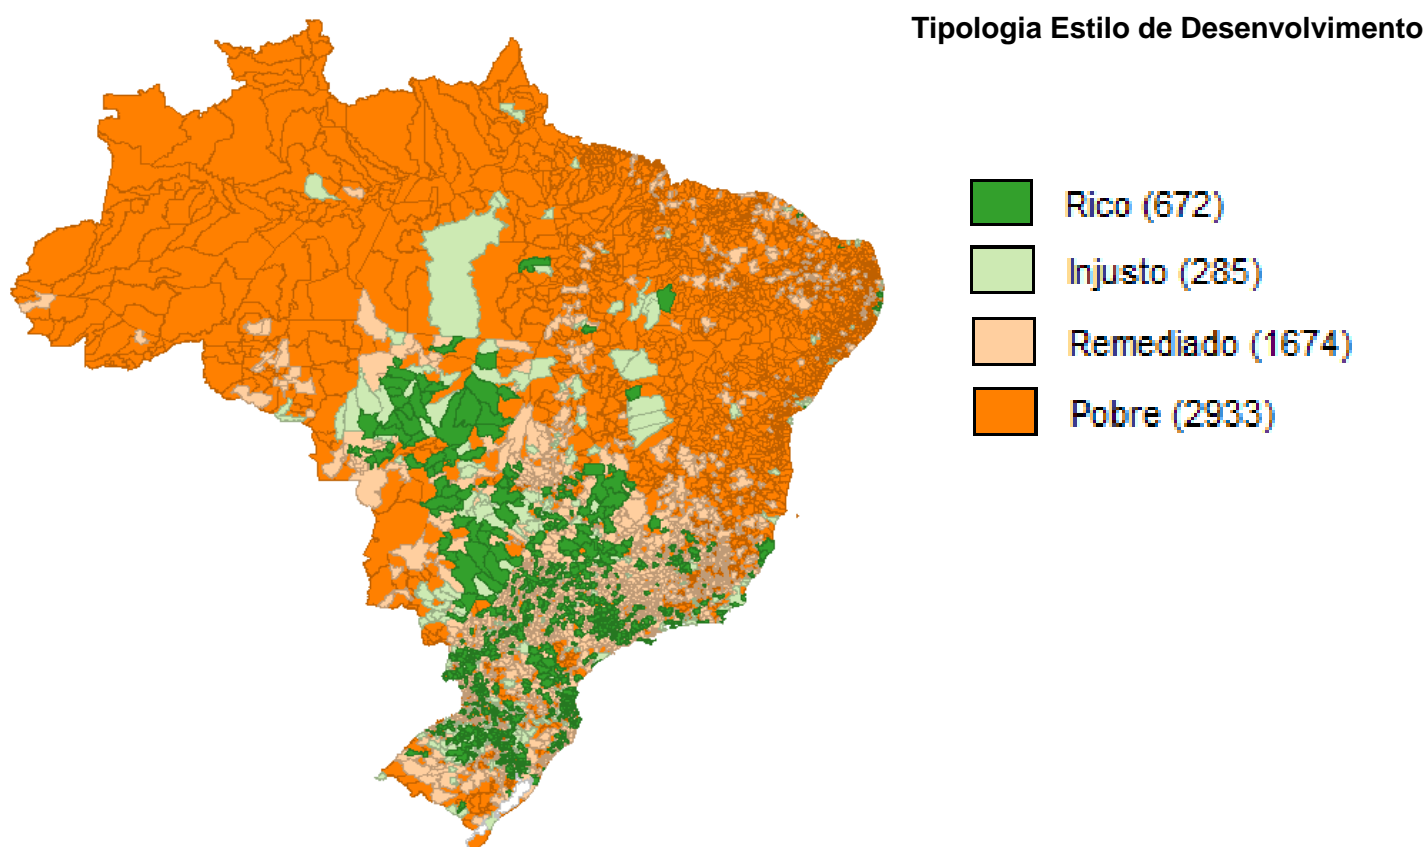 Tipologia Estilo de Desenvolvimento
Rico (672)
Injusto (285)
Remediado (1674)
Pobre (2933)